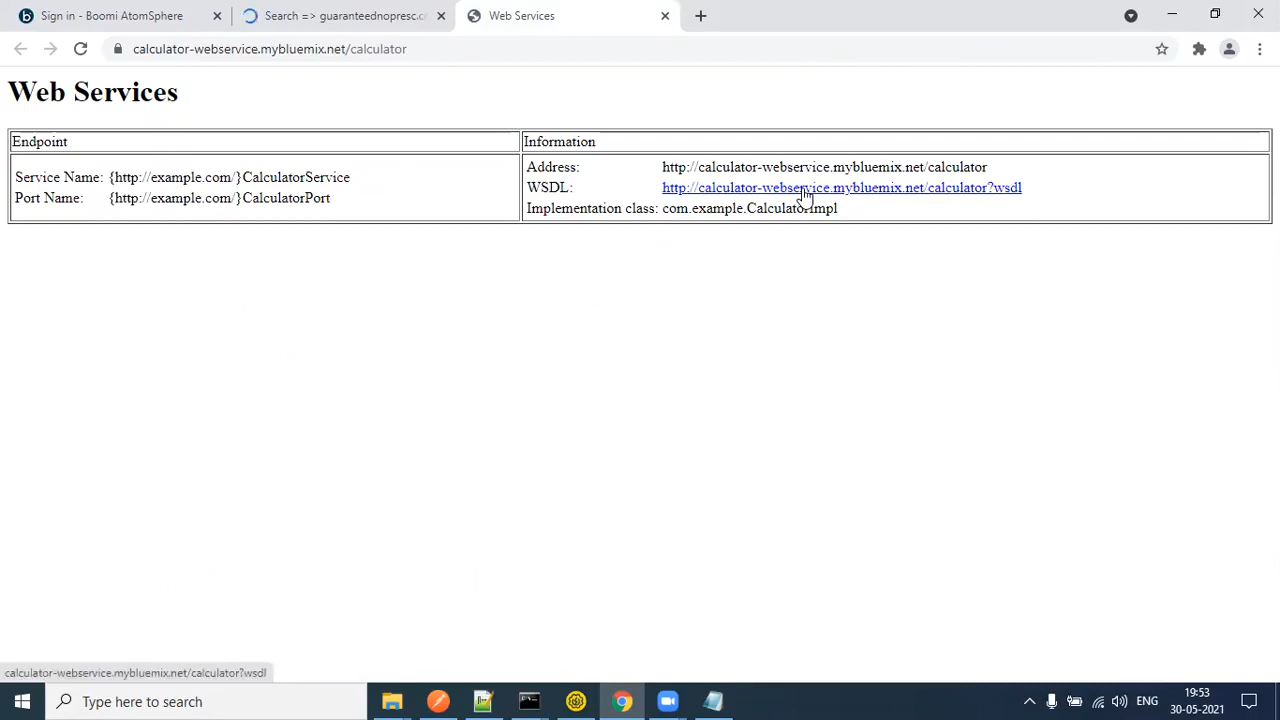 Sign in - Boomi AtomSphere
Search => guaranteednopresc.c
Web Services
calculator-webservice.mybluemix.net/calculator
Web Services
Endpoint
Information
Service Name: {http://example.com/}CalculatorService
Port Name: {http://example.com/}CalculatorPort
Address: http://calculator-webservice.mybluemix.net/calculator
WSDL: http://calculator-webservice.mybluemix.net/calculator?wsdl
Implementation class: com.example.CalculatorImpl
calculator-webservice.mybluemix.net/calculator?wsdl
Type here to search
ENG
19:53
30-05-2021